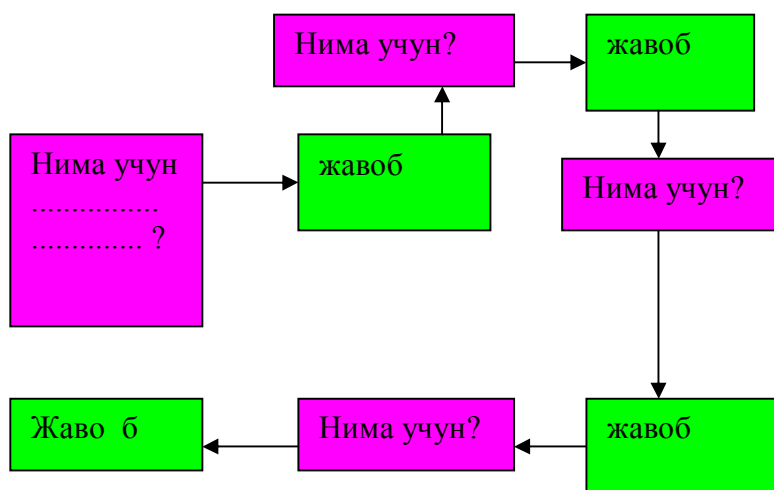 Нима учун?
жавоб
Нима учун
................
.............. ?
жавоб
Нима учун?
Жаво б
Нима учун?
жавоб